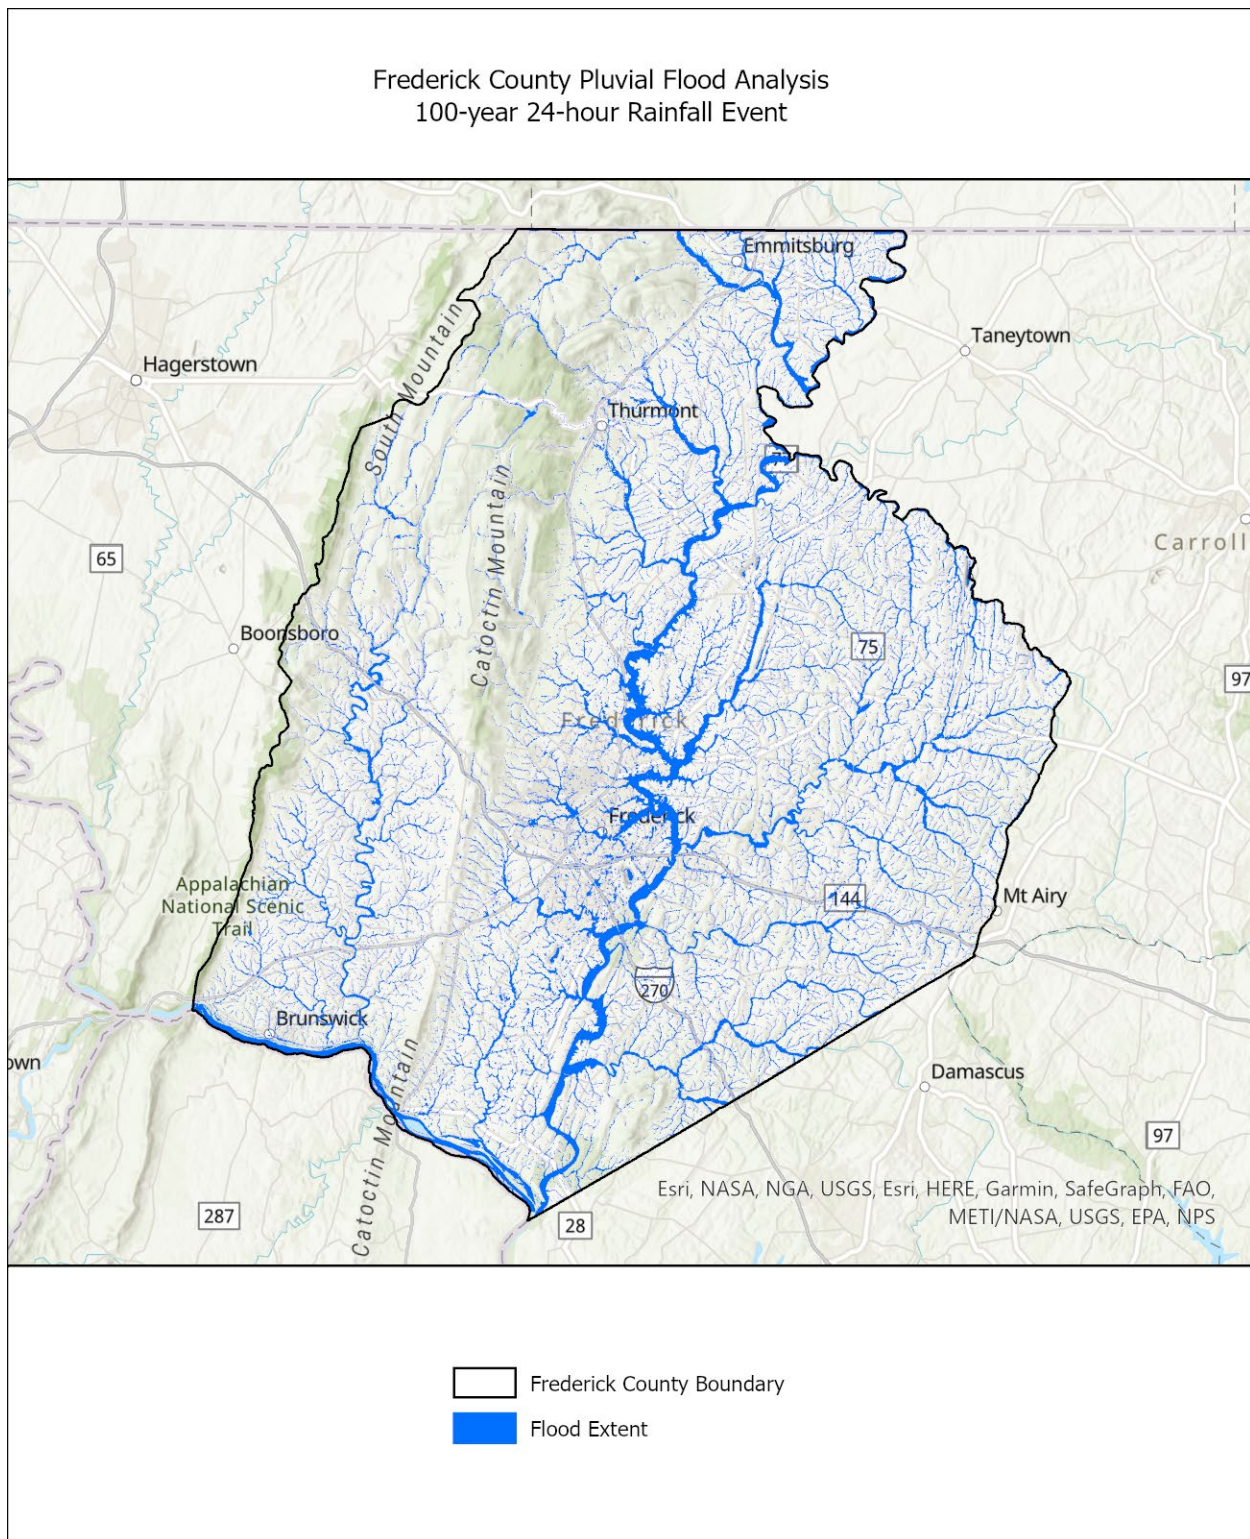 Frederick County Pluvial Flood Analysis
100-year 24-hour Rainfall Event
Emmitsburg
Taneytown
Hagerstown
South Mountain
Thurmont
77
Catoctin Mountain
Carroll
65
Boonsboro
75
97
Frederick
Frederick
Appalachian
National Scenic
Trail
144
Mt Airy
270
Brunswick
own
Damascus
Catoctin Mountain
97
287
28
Esri, NASA, NGA, USGS, Esri, HERE, Garmin, SafeGraph, FAO,
METI/NASA, USGS, EPA, NPS
Frederick County Boundary
Flood Extent